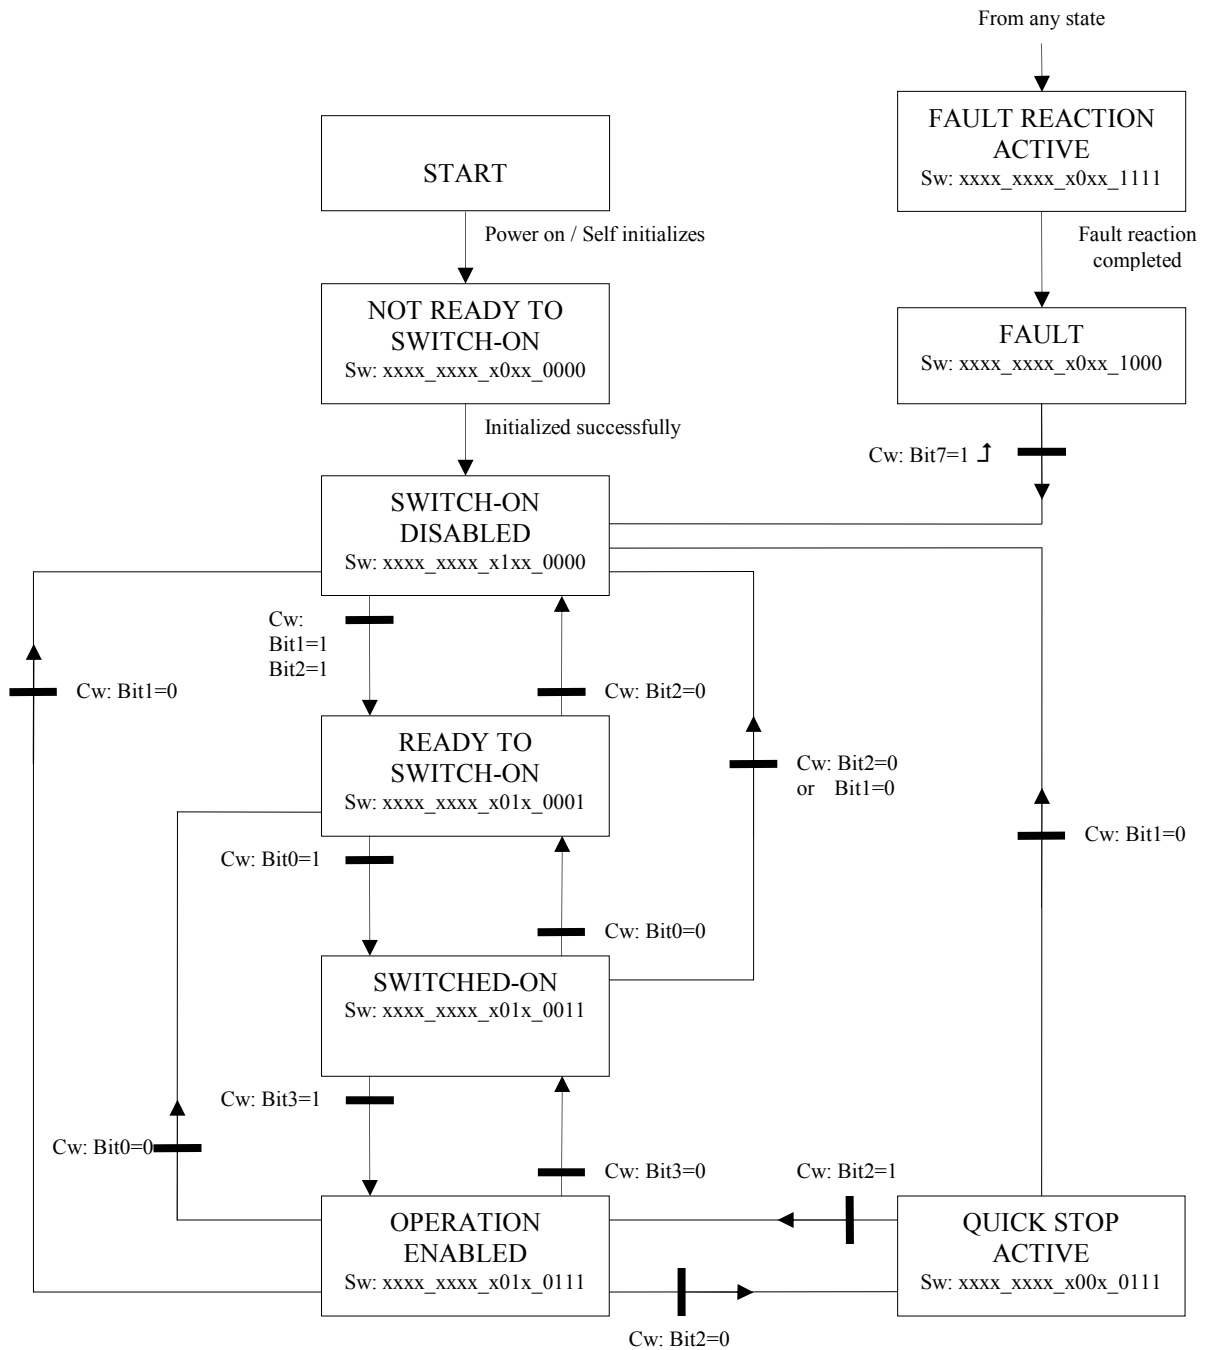 From any state
FAULT REACTION
ACTIVE
Sw: xxxx_xxxx_x0xx_1111
START
Power on / Self initializes
Fault reaction
completed
NOT READY TO
SWITCH-ON
Sw: xxxx_xxxx_x0xx_0000
FAULT
Sw: xxxx_xxxx_x0xx_1000
Initialized successfully
Cw: Bit7=1
SWITCH-ON
DISABLED
Sw: xxxx_xxxx_x1xx_0000
Cw:
Bit1=1
Bit2=1
Cw: Bit1=0
Cw: Bit2=0
READY TO
SWITCH-ON
Sw: xxxx_xxxx_x01x_0001
Cw: Bit2=0
or Bit1=0
Cw: Bit1=0
Cw: Bit0=1
Cw: Bit0=0
SWITCHED-ON
Sw: xxxx_xxxx_x01x_0011
Cw: Bit3=1
Cw: Bit0=0
Cw: Bit3=0
Cw: Bit2=1
OPERATION
ENABLED
Sw: xxxx_xxxx_x01x_0111
QUICK STOP
ACTIVE
Sw: xxxx_xxxx_x00x_0111
Cw: Bit2=0